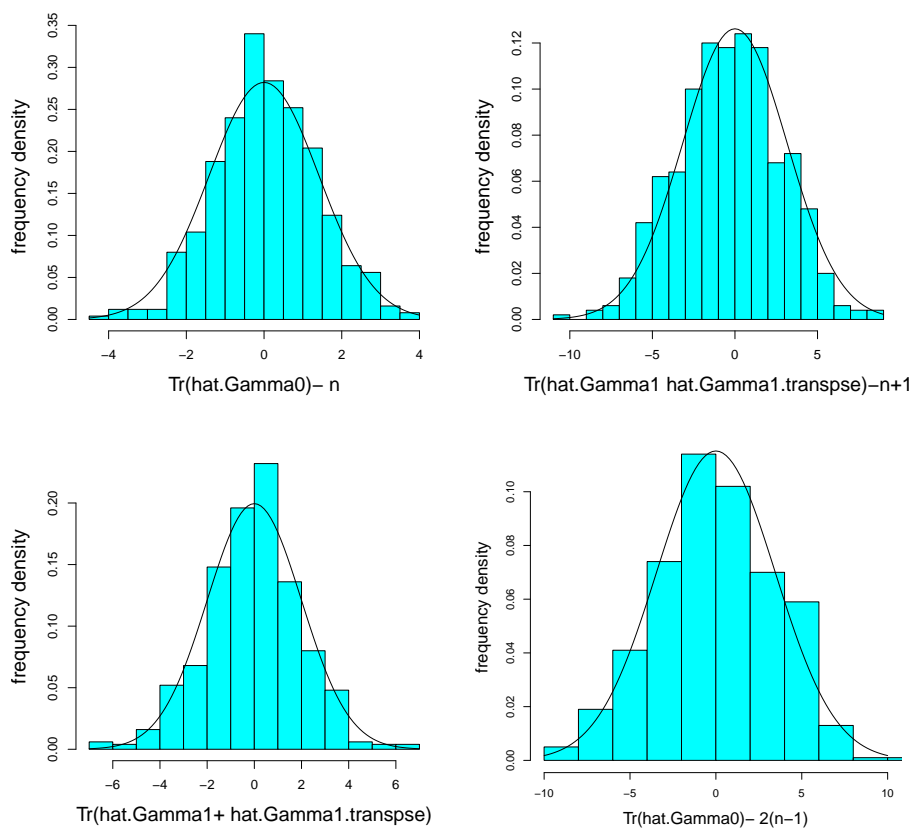 frequency density
0.00 0.05 0.10 0.15 0.20 0.25 0.30 0.35
−4 −2 0 2 4
Tr(hat.Gamma0)− n
frequency density
0.00 0.02 0.04 0.06 0.08 0.10 0.12
−10 −5 0 5
Tr(hat.Gamma1 hat.Gamma1.transpse)−n+1
frequency density
0.00 0.05 0.10 0.15 0.20
−6 −4 −2 0 2 4 6
Tr(hat.Gamma1+ hat.Gamma1.transpse)
frequency density
0.00 0.02 0.04 0.06 0.08 0.10
−10 −5 0 5 10
Tr(hat.Gamma0)− 2(n−1)